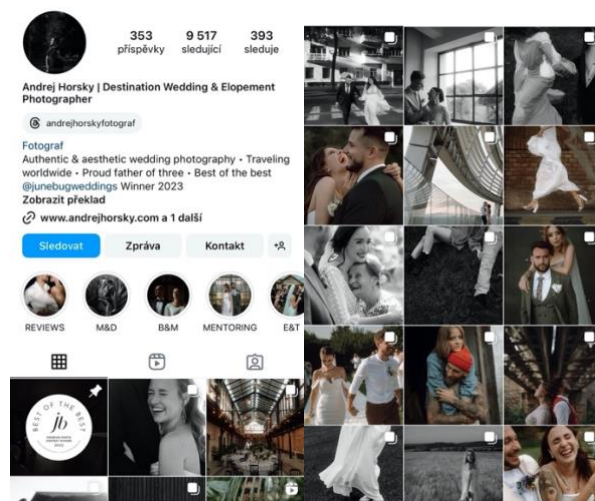 353 9 517 393
příspěvky sledující sleduje
Andrej Horsky | Destination Wedding & Elopement
Photographer
andrejhorskyfotograf
Fotograf
Authentic & aesthetic wedding photography • Traveling
worldwide • Proud father of three • Best of the best
@junebugweddings Winner 2023
Zobrazit překlad
www.andrejhorsky.com a 1 další
Sledovat Zpráva Kontakt
REVIEWS M&D B&M MENTORING E&T
BEST OF THE BEST
jb